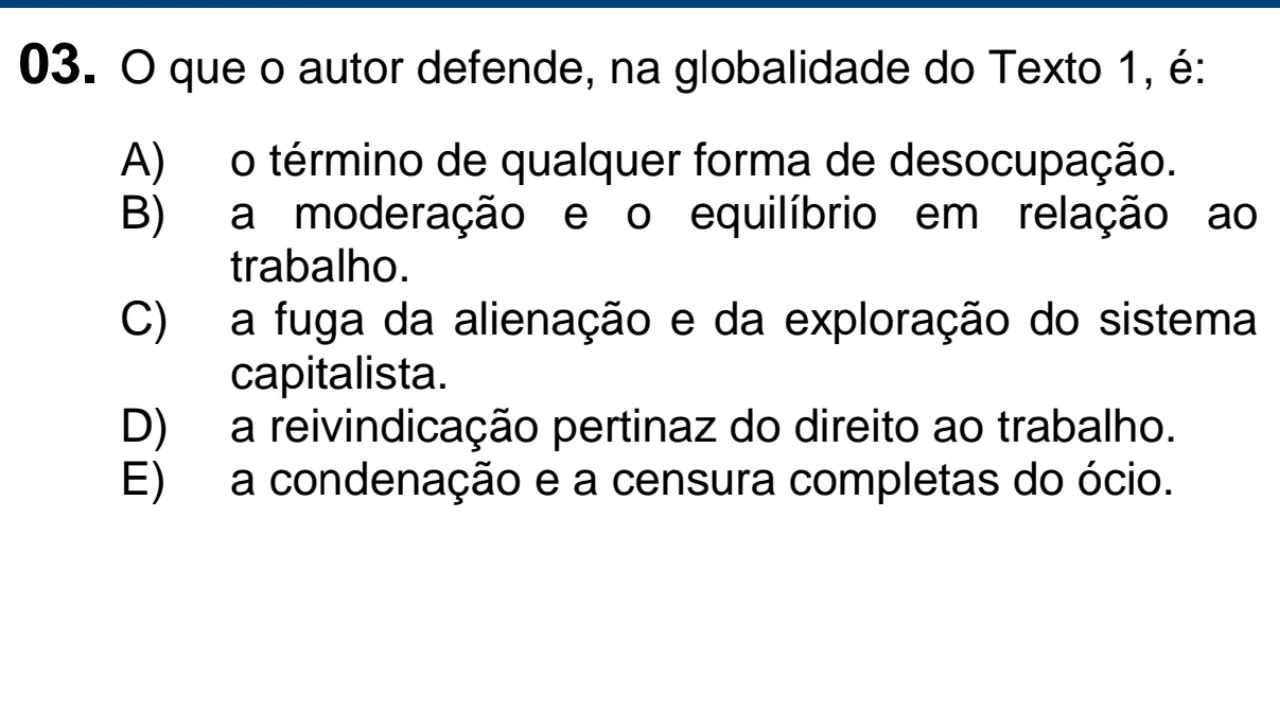 03. O que o autor defende, na globalidade do Texto 1, é:
A) o término de qualquer forma de desocupação.
B) a moderação e o equilíbrio em relação ao
trabalho.
C) a fuga da alienação e da exploração do sistema
capitalista.
D) a reivindicação pertinaz do direito ao trabalho.
E) a condenação e a censura completas do ócio.